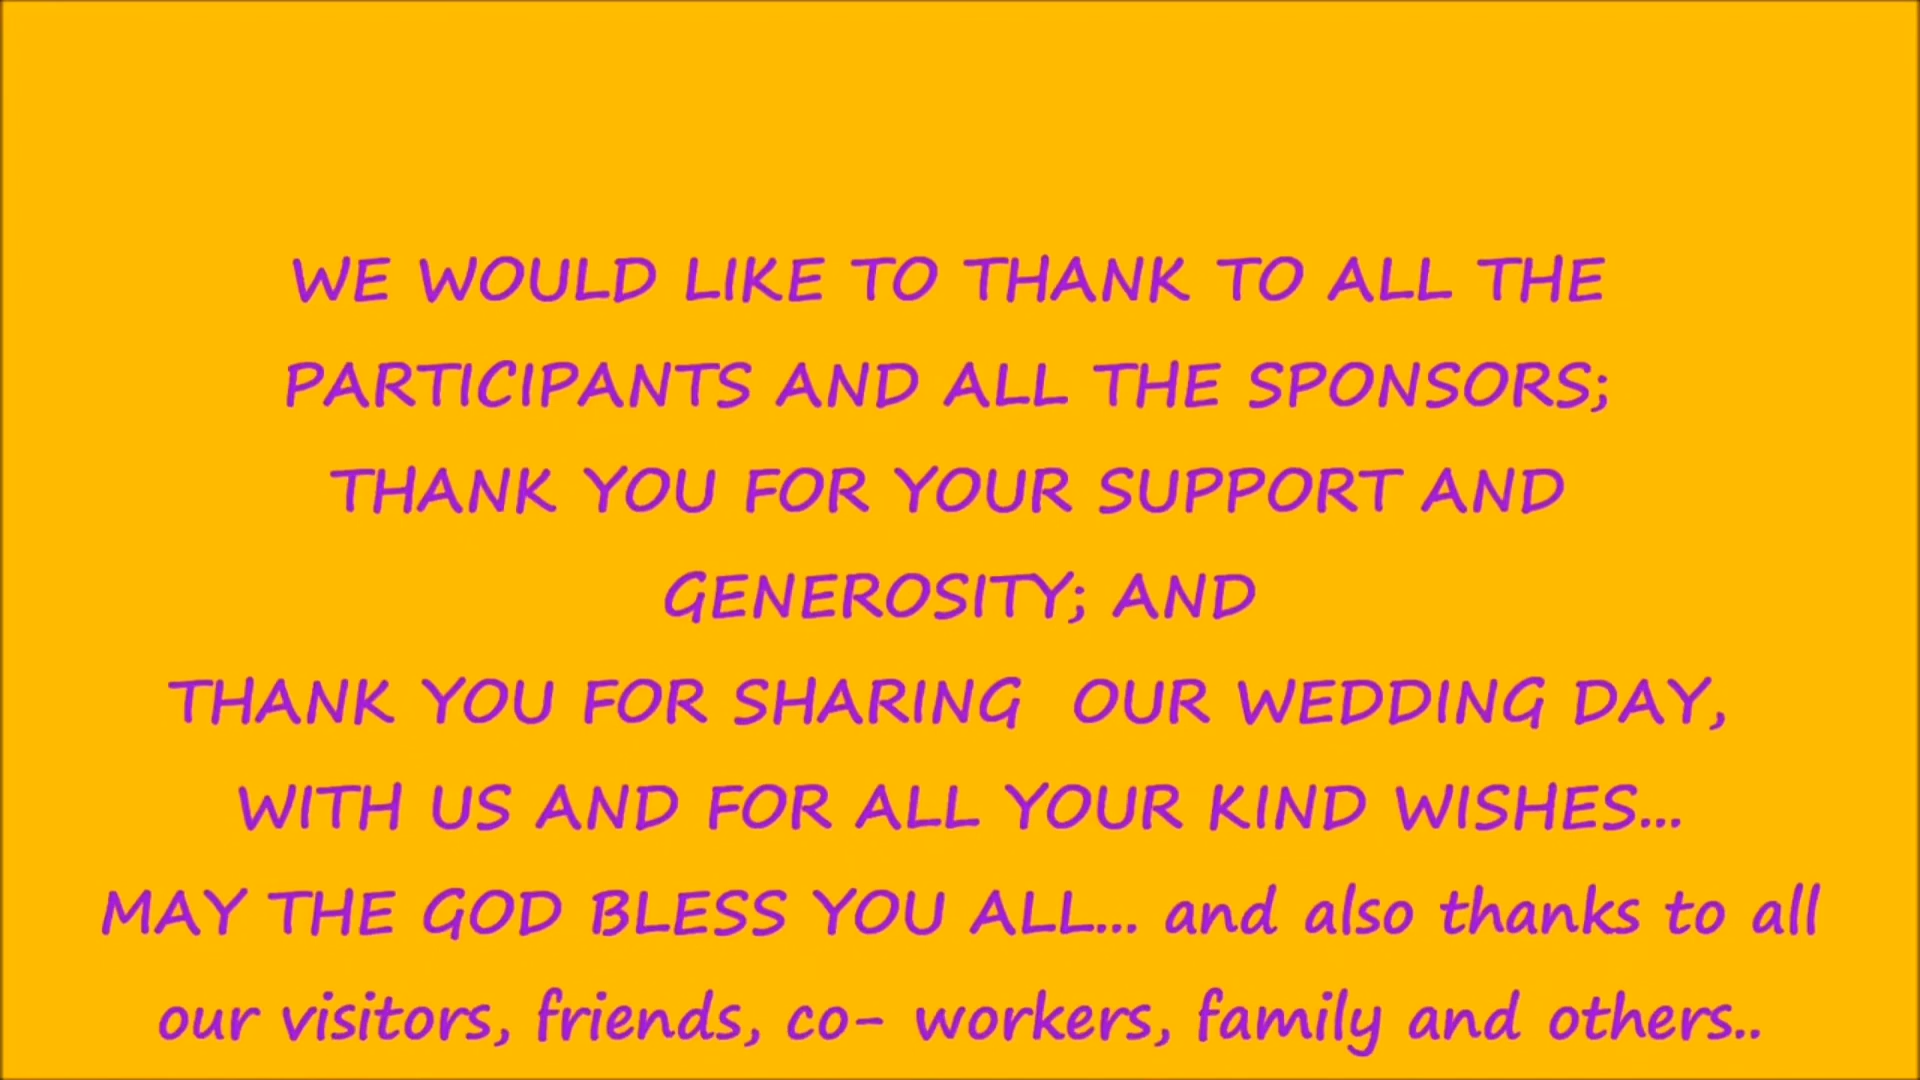 WE WOULD LIKE TO THANK TO ALL THE
PARTICIPANTS AND ALL THE SPONSORS;
THANK YOU FOR YOUR SUPPORT AND
GENEROSITY; AND
THANK YOU FOR SHARING  OUR WEDDING DAY,
WITH US AND FOR ALL YOUR KIND WISHES...
MAY THE GOD BLESS YOU ALL... and also thanks to all
our visitors, friends, co- workers, family and others..